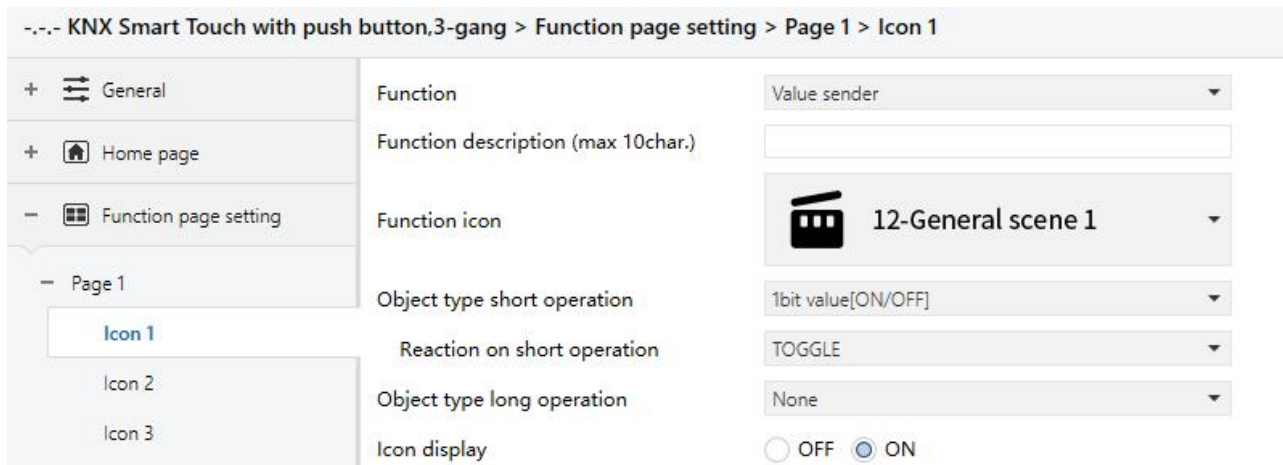 -.-.- KNX Smart Touch with push button,3-gang > Function page setting > Page 1 > Icon 1
+ General
+ Home page
− Function page setting
− Page 1
Icon 1
Icon 2
Icon 3
Function Value sender
Function description (max 10char.)
Function icon 12-General scene 1
Object type short operation 1bit value[ON/OFF]
Reaction on short operation TOGGLE
Object type long operation None
Icon display OFF ON